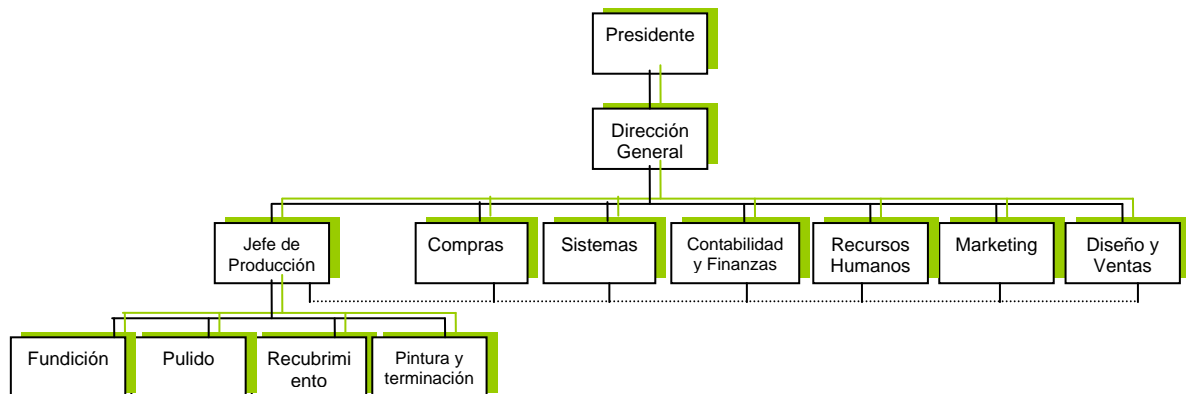 Presidente
Dirección
General
Jefe de
Producción
Compras
Sistemas
Contabilidad
y Finanzas
Recursos
Humanos
Marketing
Diseño y
Ventas
Fundición
Pulido
Recubrimi
ento
Pintura y
terminación